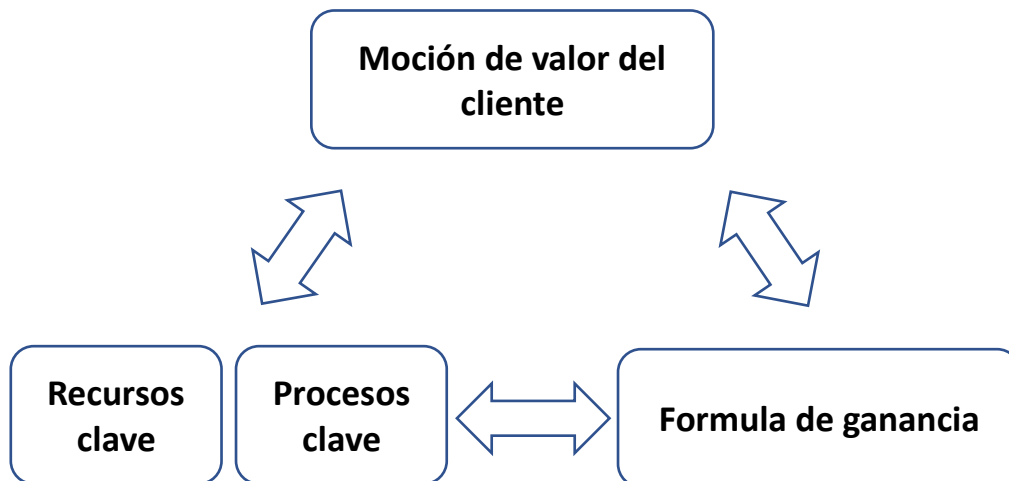 Moción de valor del
cliente
Recursos
clave
Procesos
clave
Formula de ganancia